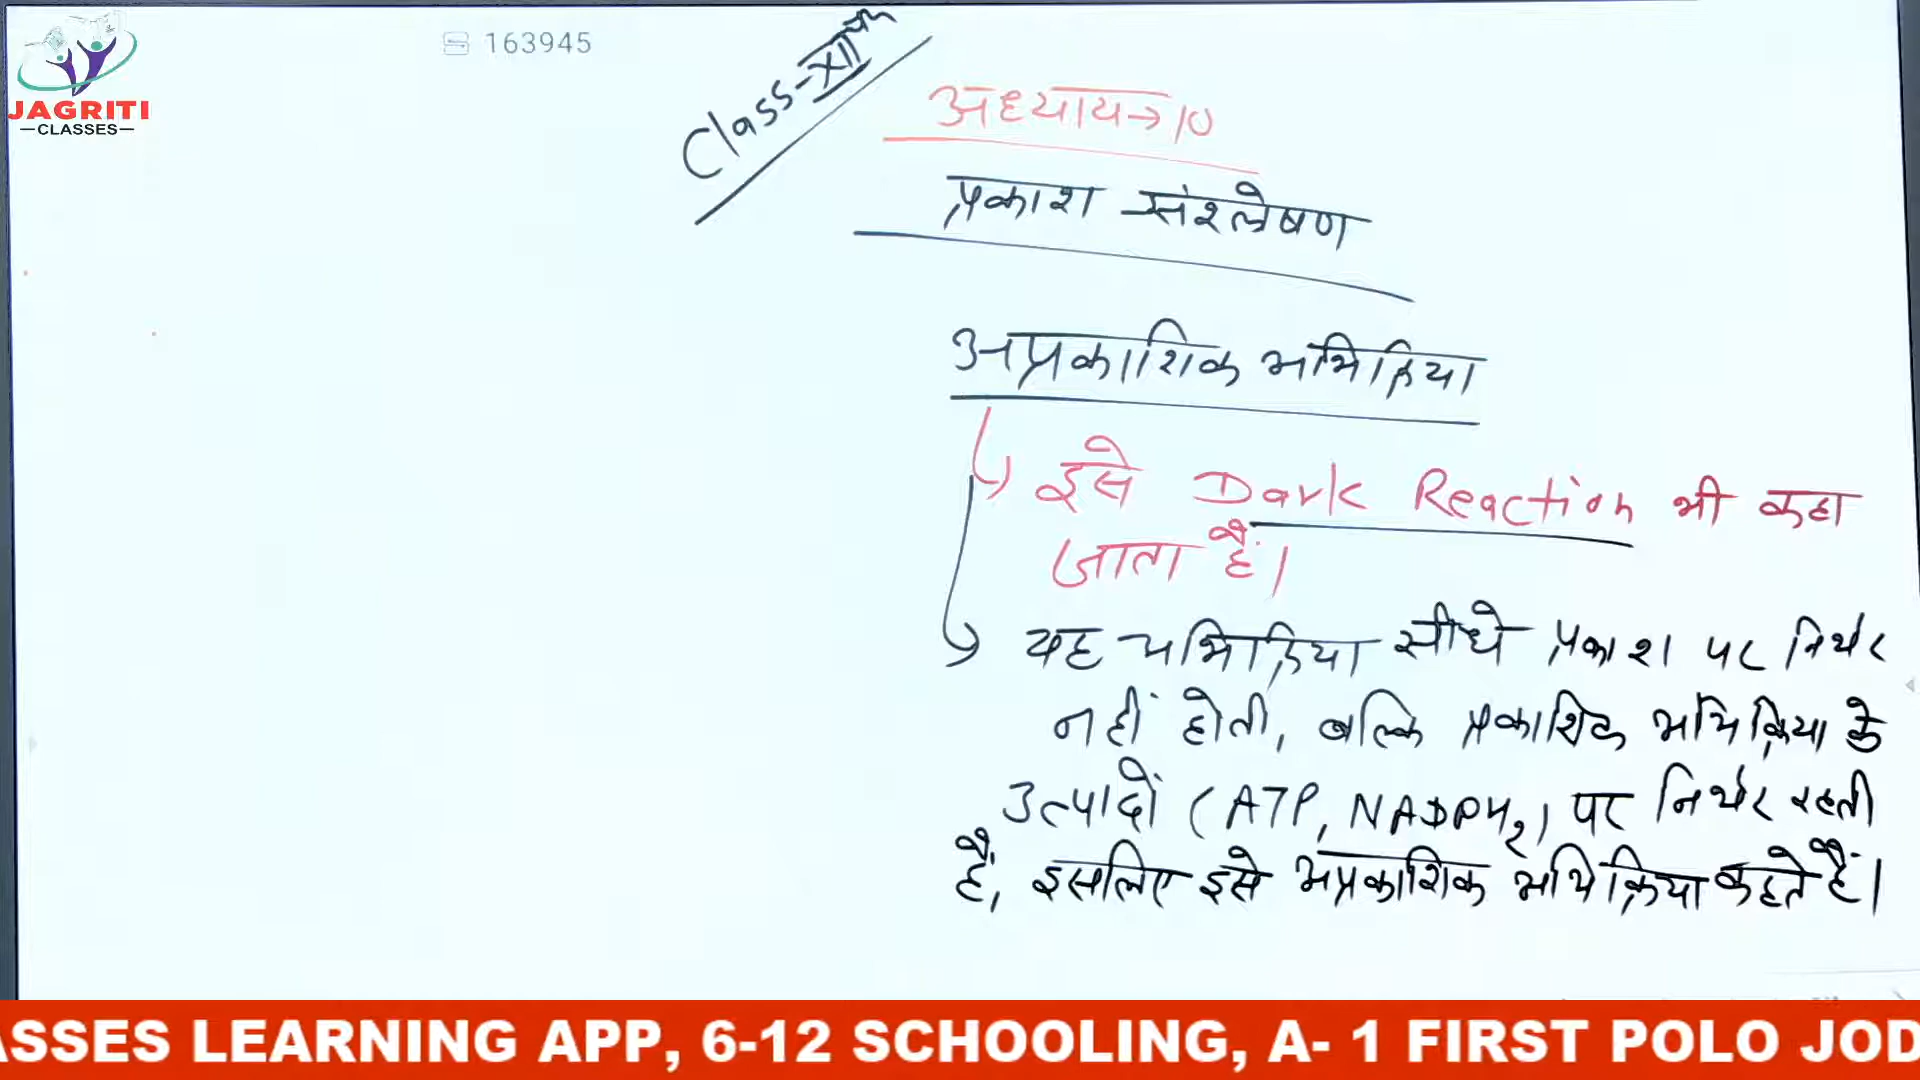 JAGRITI
CLASSES
163945
Class-XIIth
अध्याय→10
प्रकाश संश्लेषण
अप्रकाशिक अभिक्रिया
इसे Dark Reaction भी कहा
जाता हैं।
यह अभिक्रिया सीधे प्रकाश पर निर्भर
नहीं होती, बल्कि प्रकाशिक अभिक्रिया के
उत्पादों (ATP, NADPH2) पर निर्भर रहती
हैं, इसलिए इसे अप्रकाशिक अभिक्रिया कहते हैं।
ASSES LEARNING APP, 6-12 SCHOOLING, A- 1 FIRST POLO JOD